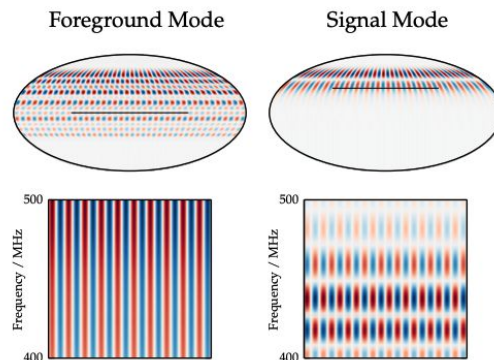 Foreground Mode
Signal Mode
500
Frequency / MHz
400
500
Frequency / MHz
400